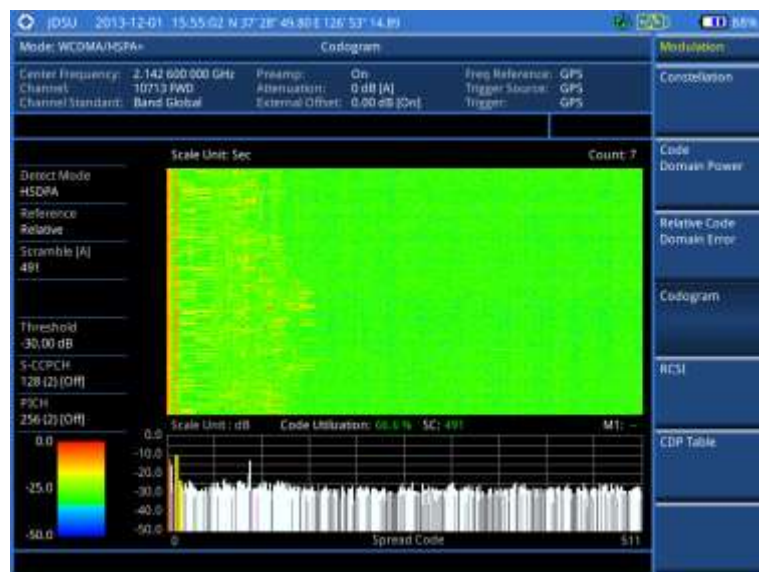 JDSU 2013-12-01 15:55:02 N 37° 28" 49.80 E 126° 53" 14.89 88%
Mode: WCDMA/HSPA+ Codogram Modulation
Center Frequency: 2.142 600 000 GHz Preamp: On Freq Reference: GPS
Channel: 10713 FWD Attenuation: 0 dB [A] Trigger Source: GPS
Channel Standard: Band Global External Offset: 0.00 dB [On] Trigger: GPS
Constellation
Scale Unit: Sec Count: 7
Code
Domain Power
Detect Mode
HSDPA
Reference
Relative
Relative Code
Domain Error
Scramble [A]
491
Codogram
Threshold
-30.00 dB
S-CCPCH
128 (2) [Off]
RCSI
PICH
256 (2) [Off]
Scale Unit : dB Code Utilization: % SC: 491 M1: --
CDP Table
0.0
-25.0
-50.0
0.0
-10.0
-20.0
-30.0
-40.0
-50.0
0 Spread Code 511